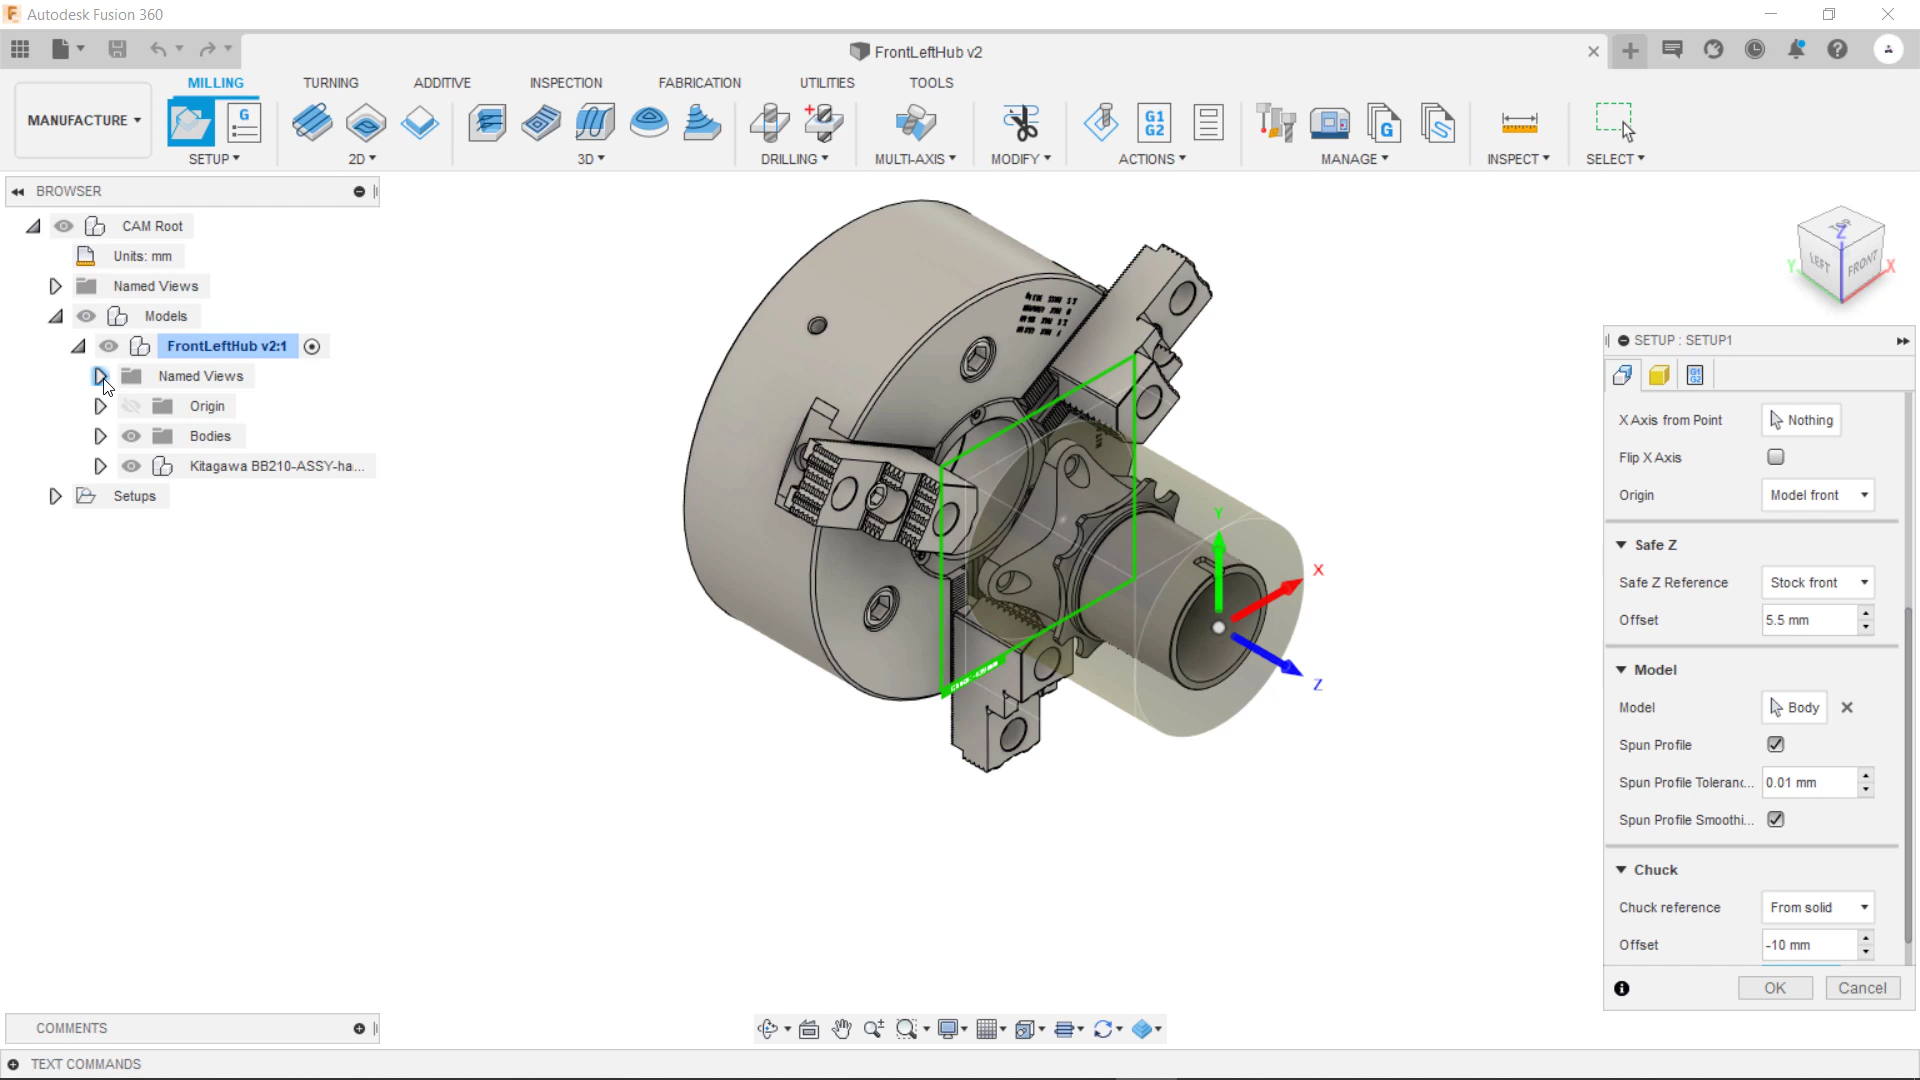 Autodesk Fusion 360
FrontLeftHub v2
MANUFACTURE
MILLING
TURNING
ADDITIVE
INSPECTION
FABRICATION
UTILITIES
TOOLS
G
G1
G2
G
SETUP
2D
3D
DRILLING
MULTI-AXIS
MODIFY
ACTIONS
MANAGE
INSPECT
SELECT
BROWSER
CAM Root
Units: mm
Named Views
Models
FrontLeftHub v2:1
Named Views
Origin
Bodies
Kitagawa BB210-ASSY-ha...
Setups
Z
Y
X
LEFT
FRONT
Y
X
Z
SETUP : SETUP1
X Axis from Point
Nothing
Flip X Axis
Origin
Model front
Safe Z
Safe Z Reference
Stock front
Offset
5.5 mm
Model
Model
Body
Spun Profile
Spun Profile Toleranc...
0.01 mm
Spun Profile Smoothi...
Chuck
Chuck reference
From solid
Offset
-10 mm
OK
Cancel
COMMENTS
TEXT COMMANDS